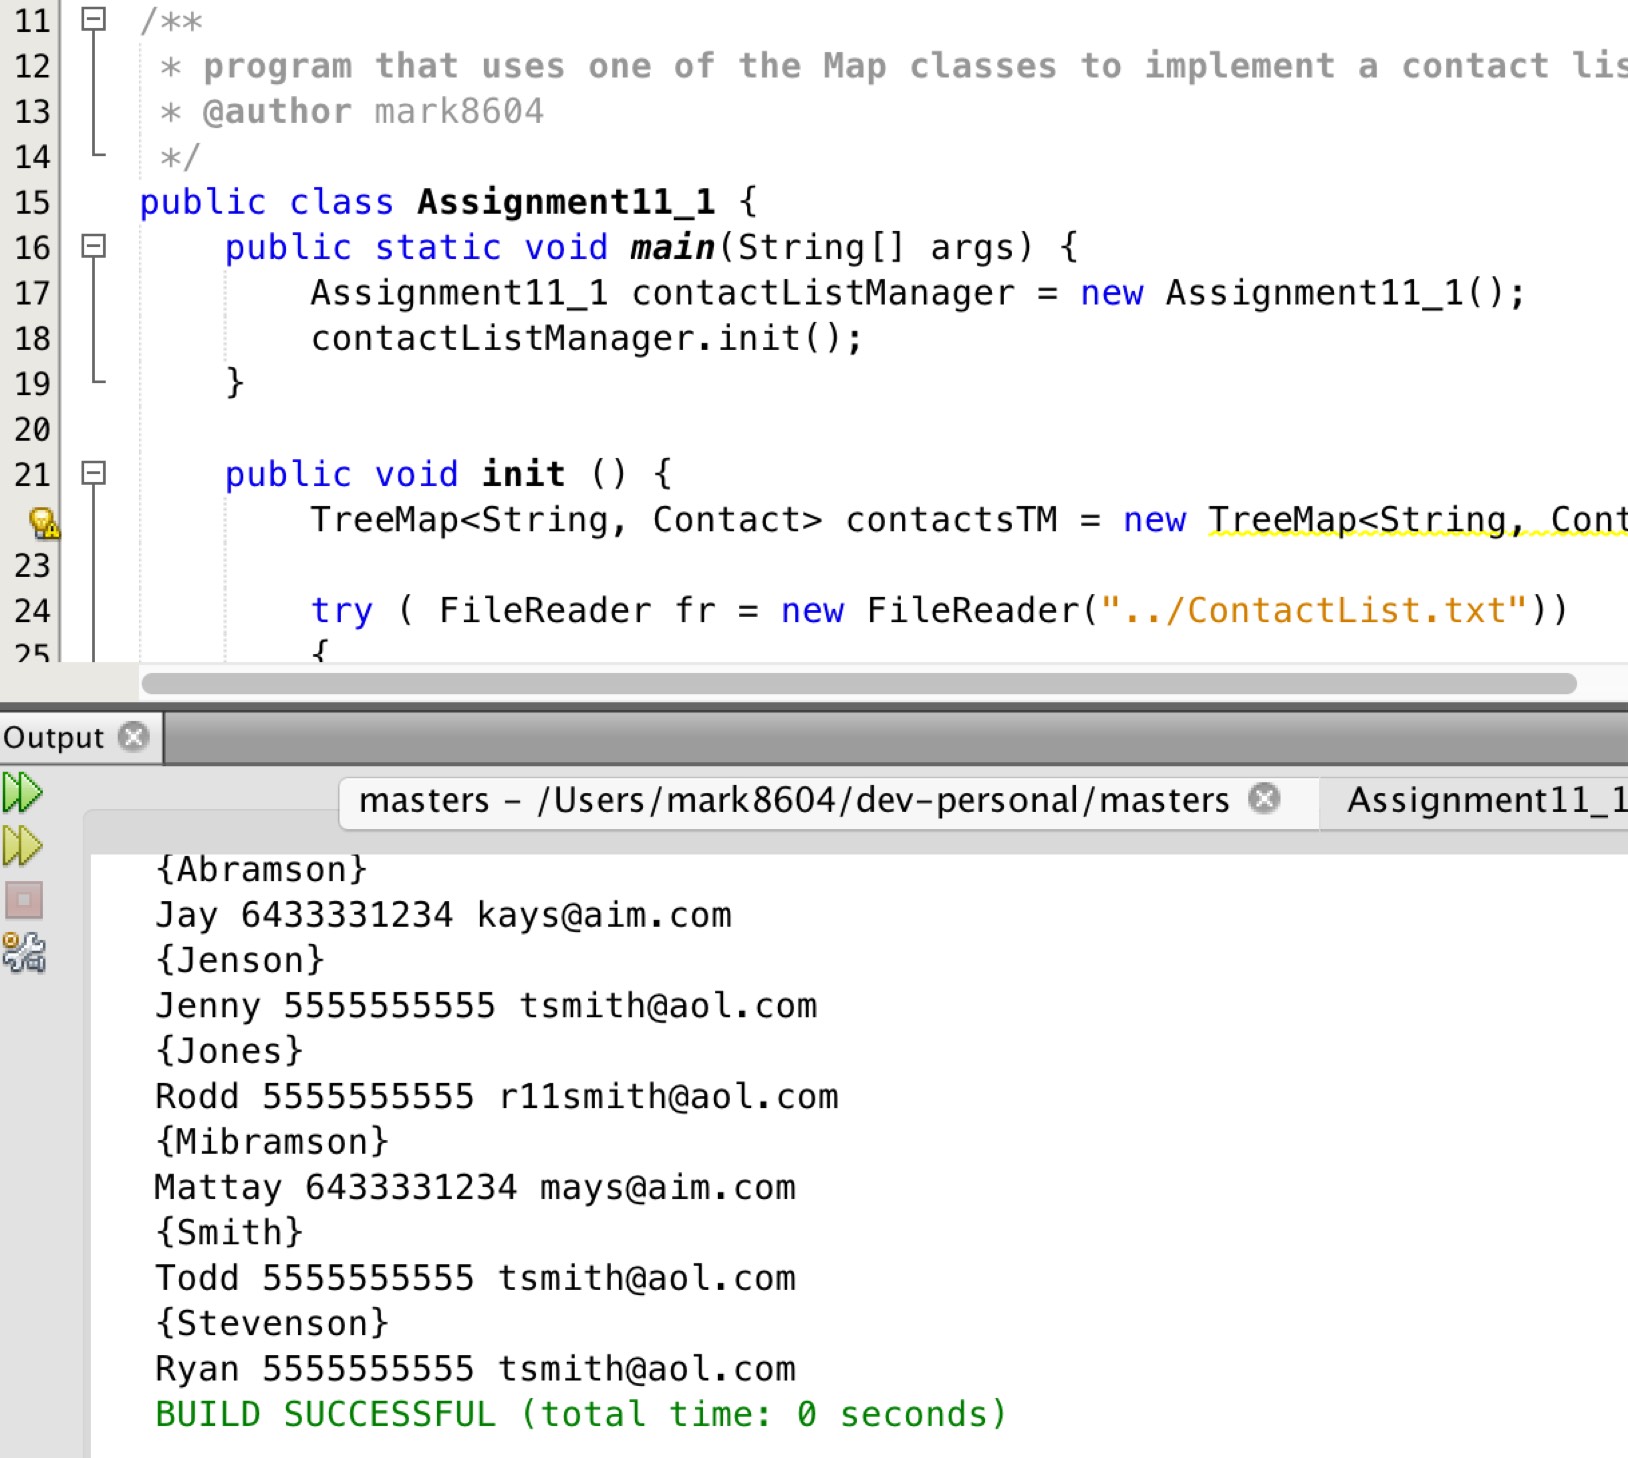 11 /**
12 * program that uses one of the Map classes to implement a contact lis
13 * @author mark8604
14 */
15 public class Assignment11_1 {
16 public static void main(String[] args) {
17 Assignment11_1 contactListManager = new Assignment11_1();
18 contactListManager.init();
19 }
20
21 public void init () {
TreeMap<String, Contact> contactsTM = new TreeMap<String, Cont
23
24 try ( FileReader fr = new FileReader("../ContactList.txt"))
25 {
Output
masters – /Users/mark8604/dev-personal/masters Assignment11_1
{Abramson}
Jay 6433331234 kays@aim.com
{Jenson}
Jenny 5555555555 tsmith@aol.com
{Jones}
Rodd 5555555555 r11smith@aol.com
{Mibramson}
Mattay 6433331234 mays@aim.com
{Smith}
Todd 5555555555 tsmith@aol.com
{Stevenson}
Ryan 5555555555 tsmith@aol.com
BUILD SUCCESSFUL (total time: 0 seconds)